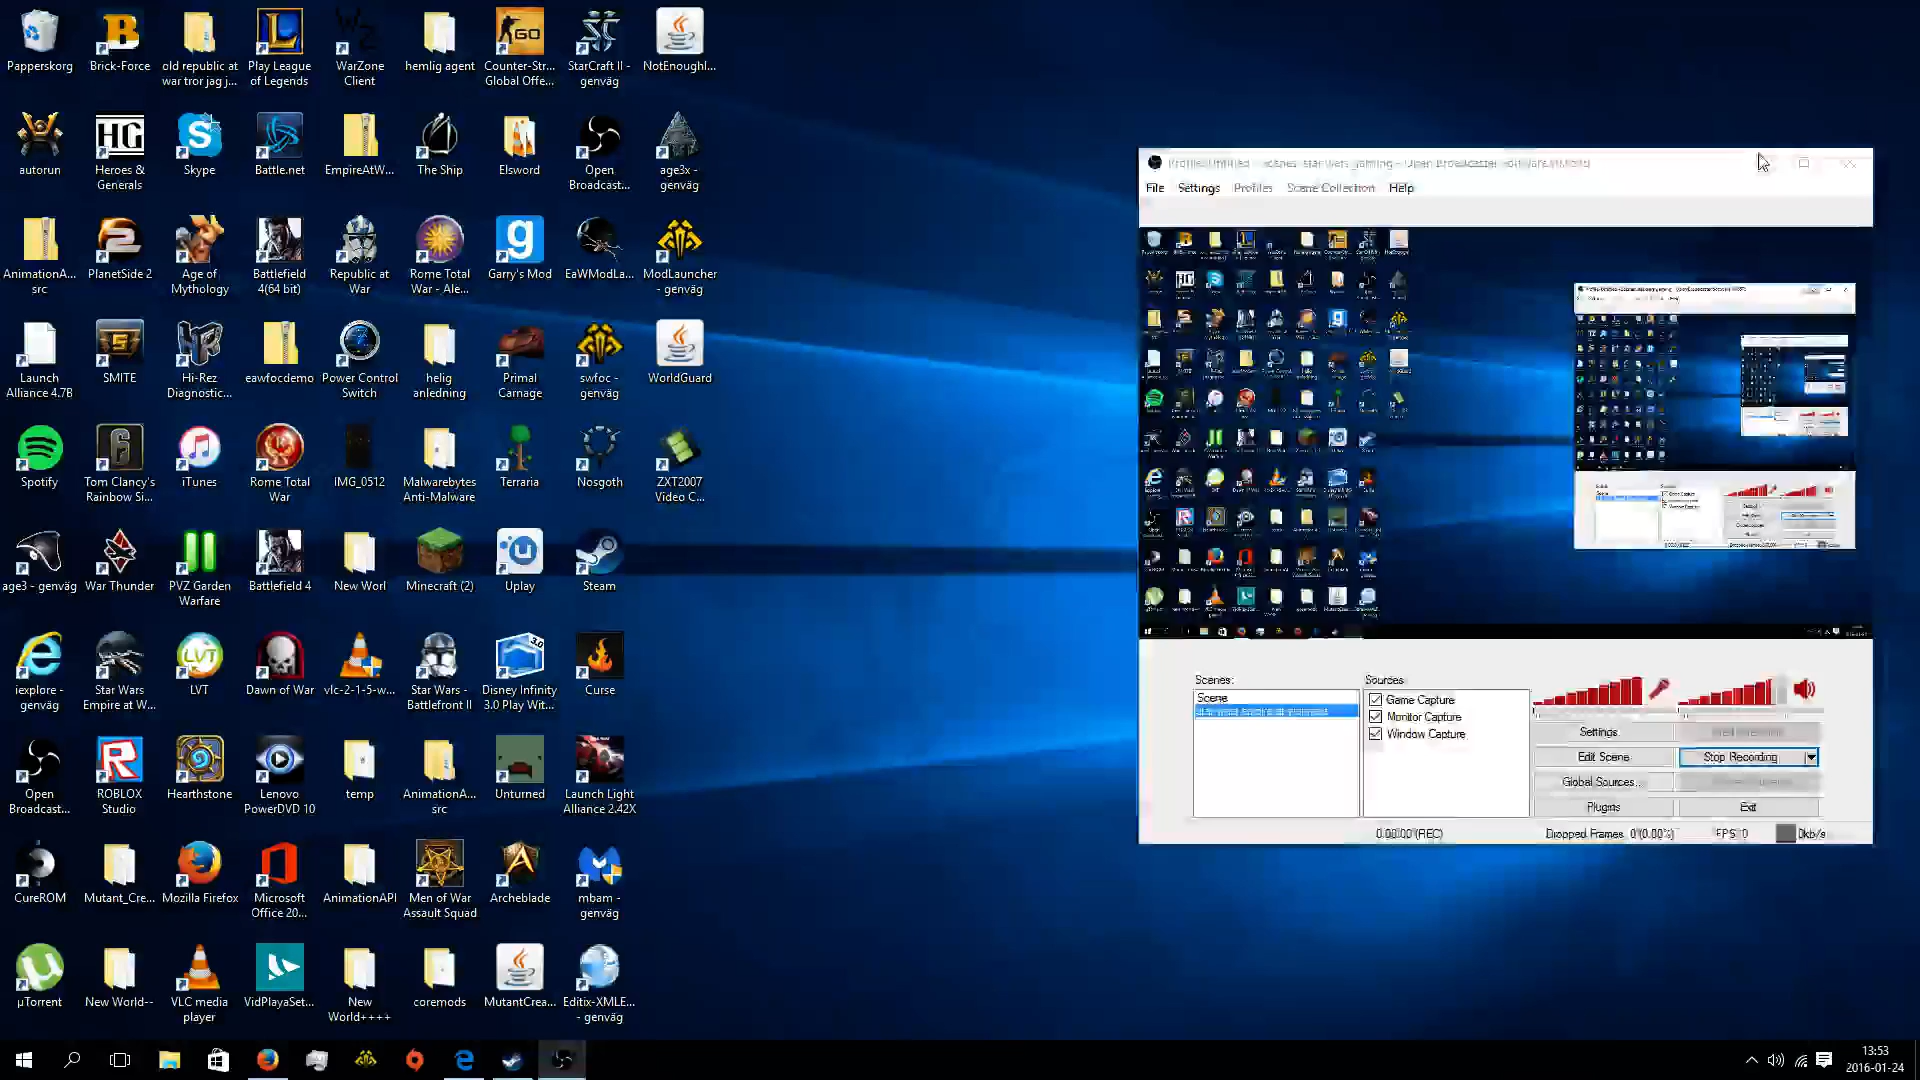 Papperskorg
Brick-Force
old republic at
war tror jag j...
Play League
of Legends
WarZone
Client
hemlig agent
Counter-Str...
Global Offe...
StarCraft II -
genväg
NotEnoughI...
autorun
Heroes &
Generals
Skype
Battle.net
EmpireAtW...
The Ship
Elsword
Open
Broadcast...
age3x -
genväg
AnimationA...
src
PlanetSide 2
Age of
Mythology
Battlefield
4(64 bit)
Republic at
War
Rome Total
War - Ale...
Garry's Mod
EaWModLa...
ModLauncher
- genväg
Launch
Alliance 4.7B
SMITE
Hi-Rez
Diagnostic...
eawfocdemo
Power Control
Switch
helig
anledning
Primal
Carnage
swfoc -
genväg
WorldGuard
Spotify
Tom Clancy's
Rainbow Si...
iTunes
Rome Total
War
IMG_0512
Malwarebytes
Anti-Malware
Terraria
Nosgoth
ZXT2007
Video C...
age3 - genväg
War Thunder
PVZ Garden
Warfare
Battlefield 4
New Worl
Minecraft (2)
Uplay
Steam
iexplore -
genväg
Star Wars
Empire at W...
LVT
Dawn of War
vlc-2-1-5-w...
Star Wars -
Battlefront II
Disney Infinity
3.0 Play Wit...
Curse
Open
Broadcast...
ROBLOX
Studio
Hearthstone
Lenovo
PowerDVD 10
temp
AnimationA...
src
Unturned
Launch Light
Alliance 2.42X
CureROM
Mutant_Cre...
Mozilla Firefox
Microsoft
Office 20...
AnimationAPI
Men of War
Assault Squad
Archeblade
mbam -
genväg
µTorrent
New World--
VLC media
player
VidPlayaSet...
New
World++++
coremods
MutantCrea...
Editix-XMLE...
- genväg
File Settings Profiles Scene Collection Help
Scenes:
Scene
Sources
Game Capture
Monitor Capture
Window Capture
Settings
Edit Scene
Stop Recording
Global Sources...
Plugins
Exit
0:00:00 (REC)
Dropped Frames 0 (0.00%)
FPS 0
0kb/s
13:53
2016-01-24